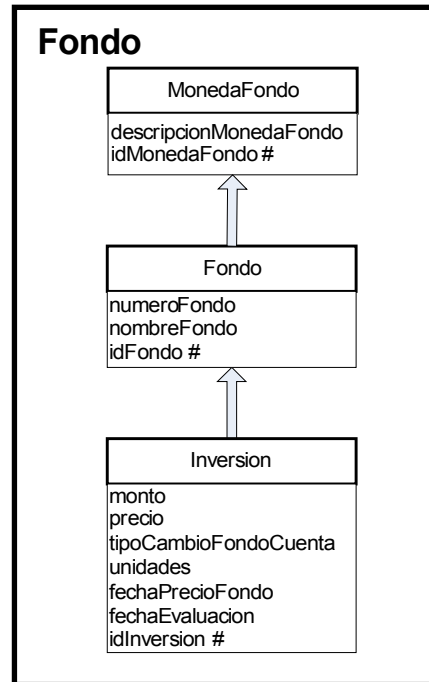 Fondo
MonedaFondo
descripcionMonedaFondo
idMonedaFondo #
Fondo
numeroFondo
nombreFondo
idFondo #
Inversion
monto
precio
tipoCambioFondoCuenta
unidades
fechaPrecioFondo
fechaEvaluacion
idInversion #